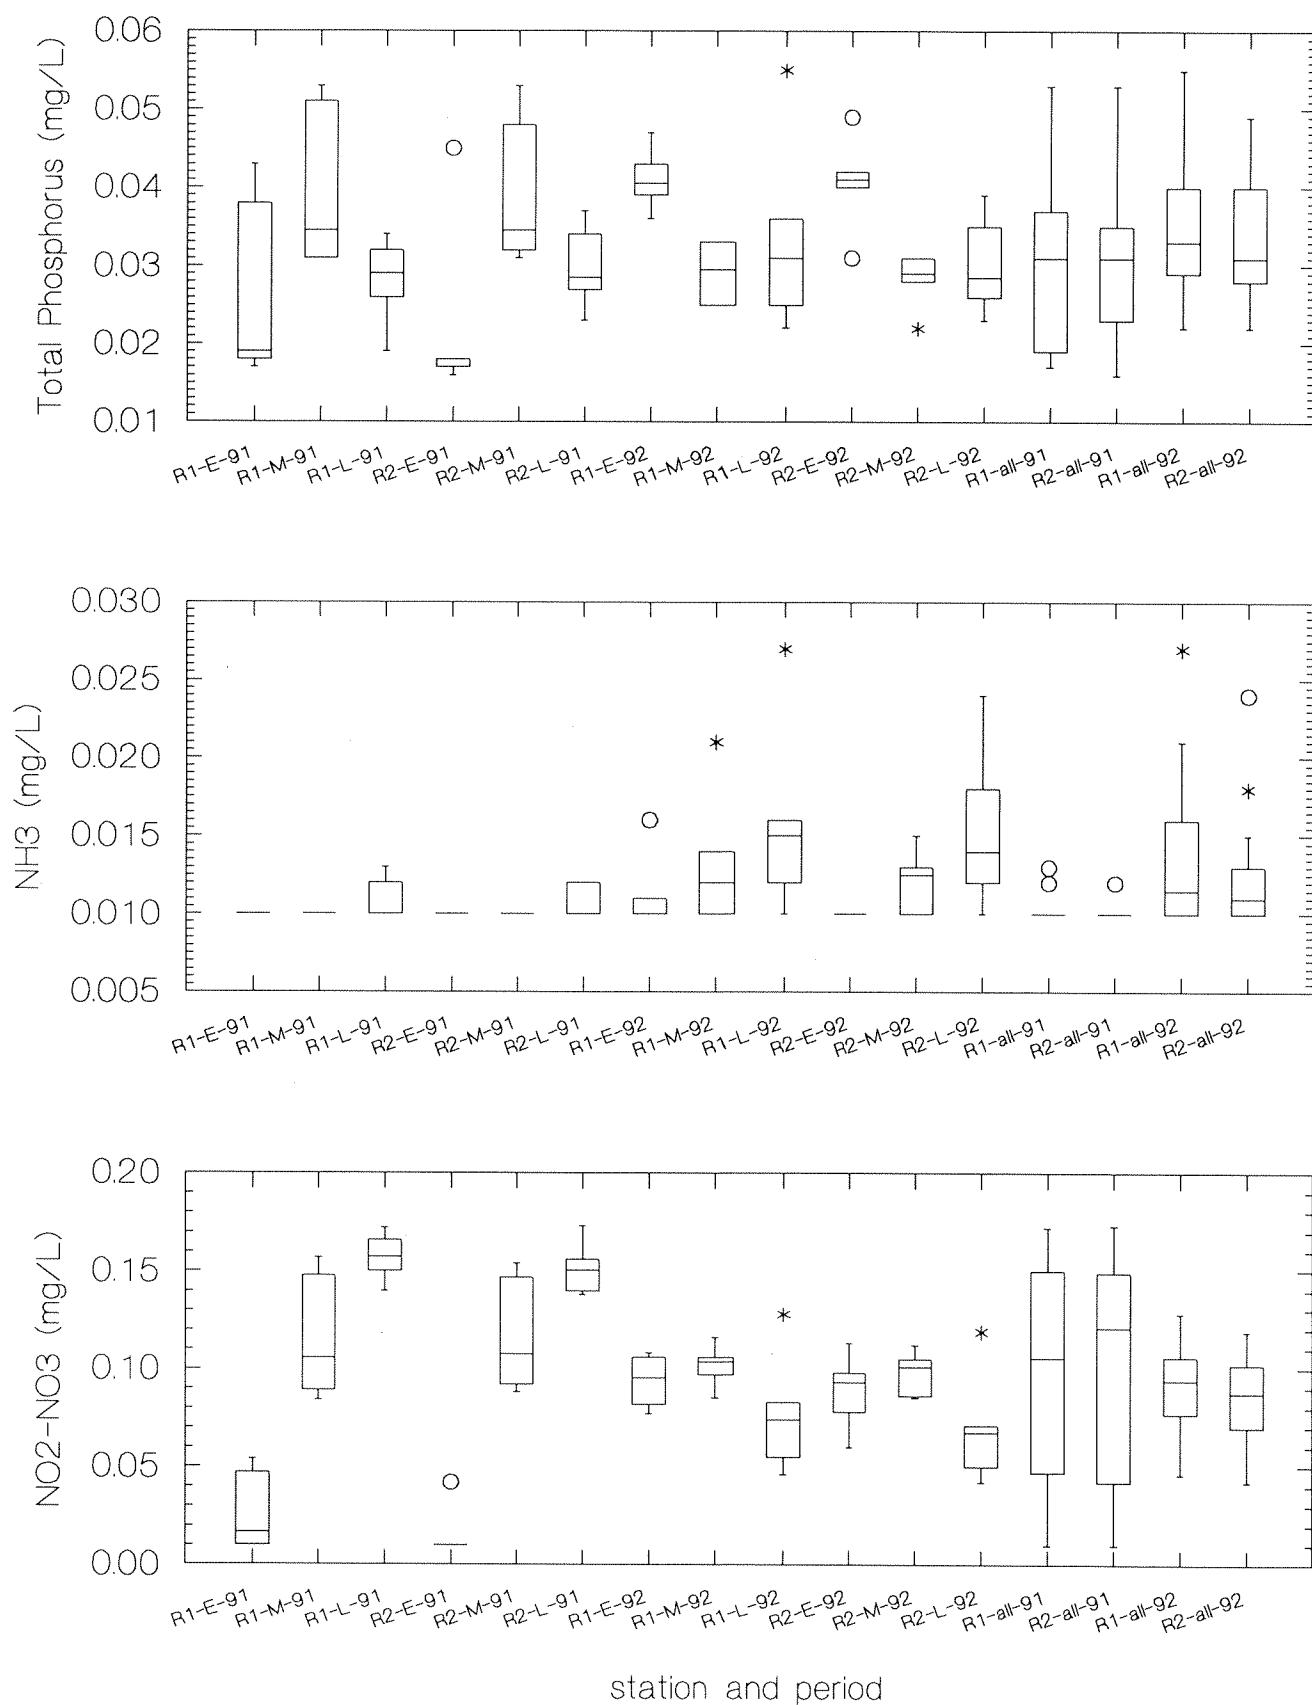 Total Phosphorus (mg/L)
0.06
0.05
0.04
0.03
0.02
0.01
R1-E-91 R1-M-91 R1-L-91 R2-E-91 R2-M-91 R2-L-91 R1-E-92 R1-M-92 R1-L-92 R2-E-92 R2-M-92 R2-L-92 R1-all-91 R2-all-91 R1-all-92 R2-all-92
NH3 (mg/L)
0.030
0.025
0.020
0.015
0.010
0.005
R1-E-91 R1-M-91 R1-L-91 R2-E-91 R2-M-91 R2-L-91 R1-E-92 R1-M-92 R1-L-92 R2-E-92 R2-M-92 R2-L-92 R1-all-91 R2-all-91 R1-all-92 R2-all-92
NO2-NO3 (mg/L)
0.20
0.15
0.10
0.05
0.00
R1-E-91 R1-M-91 R1-L-91 R2-E-91 R2-M-91 R2-L-91 R1-E-92 R1-M-92 R1-L-92 R2-E-92 R2-M-92 R2-L-92 R1-all-91 R2-all-91 R1-all-92 R2-all-92
station and period